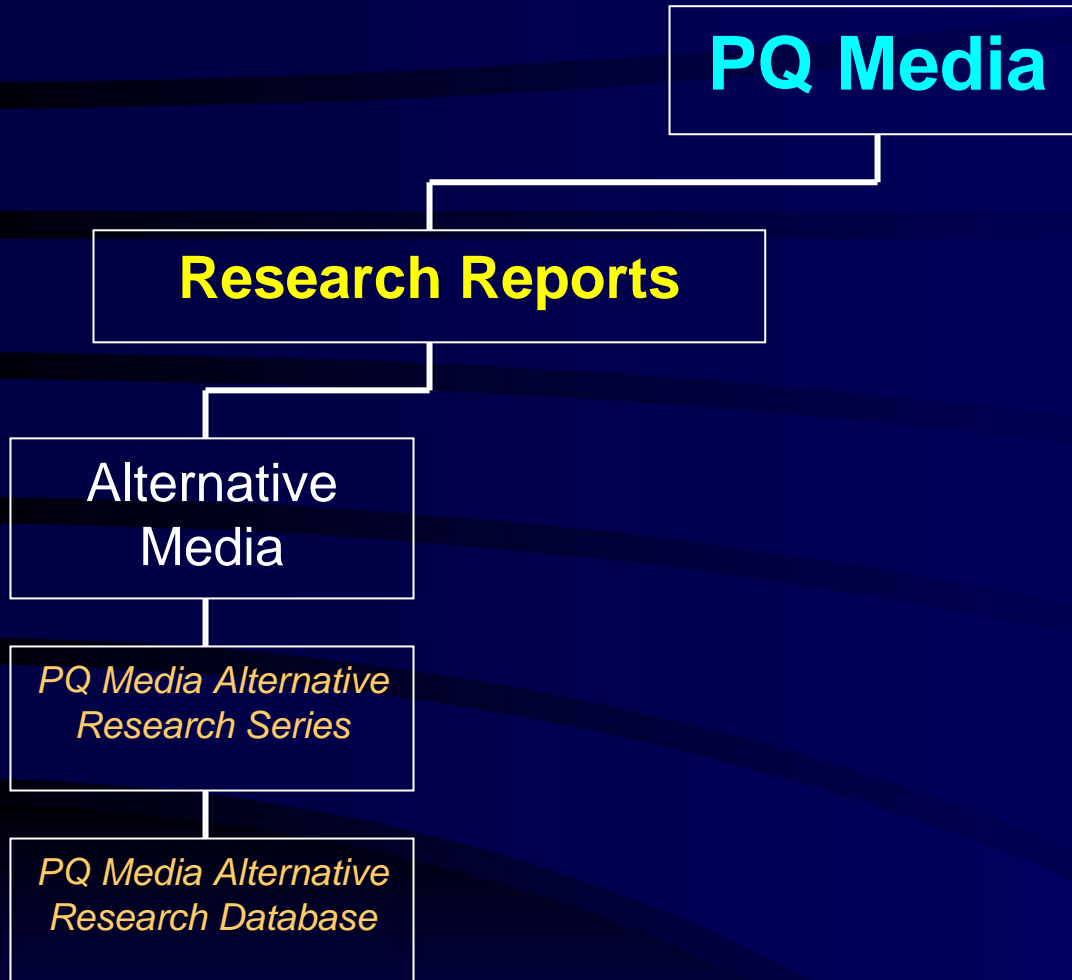 PQ Media
Research Reports
Alternative
Media
PQ Media Alternative
Research Series
PQ Media Alternative
Research Database